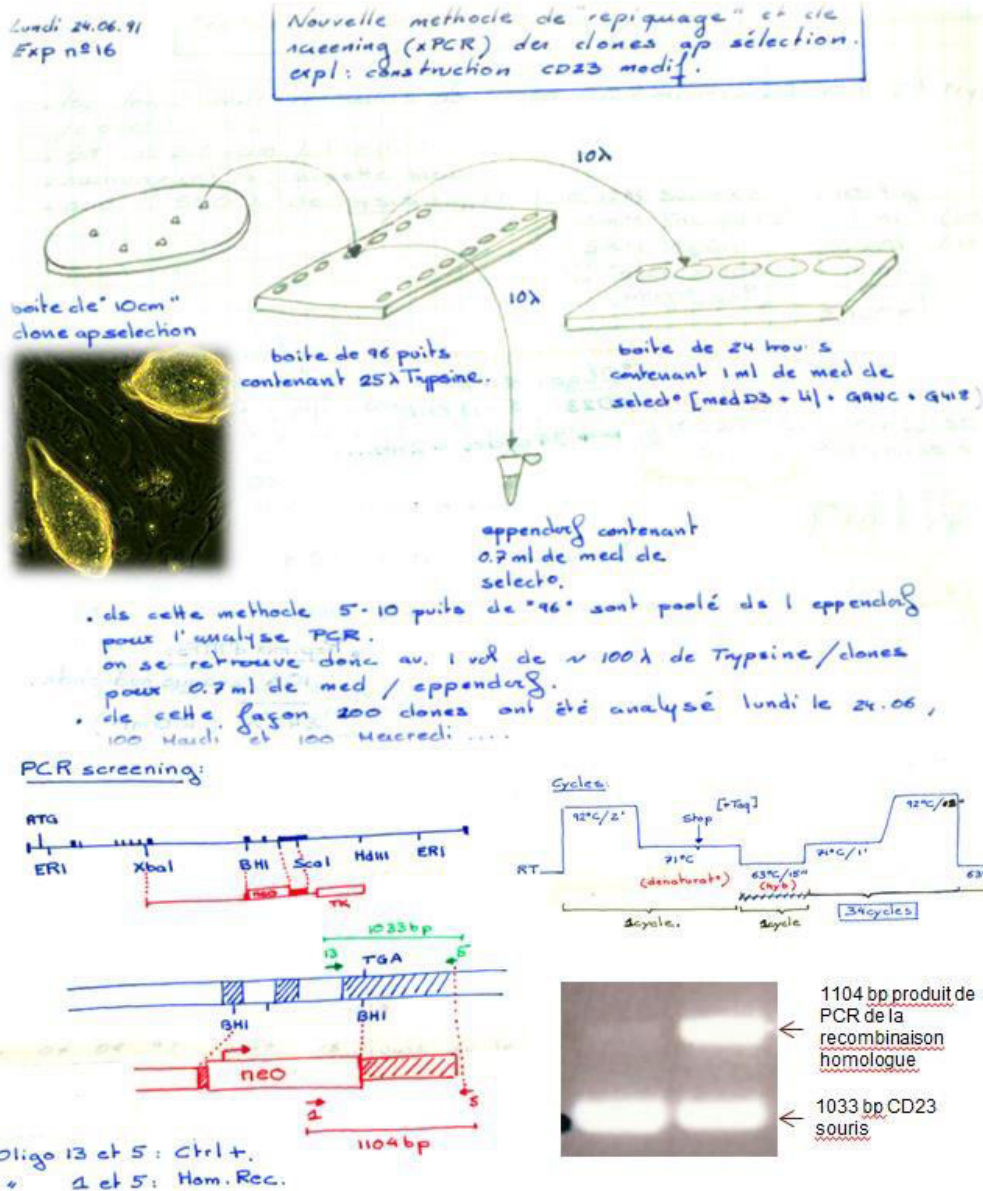 Lundi 24.06.91
Exp nº16
Nouvelle methode de "repiquage" et de
screening (xPCR) des clones ap sélection.
expl: construction CD23 modif.
10λ
10λ
boite de "10cm"
clone ap selection
boite de 96 puits
contenant 25λ Trypsine.
boite de 24 trous
contenant 1ml de med de
select° [med D3 + Li] + GANC + G418)
eppendorf contenant
0.7ml de med de
select°.
• ds cette methode 5-10 puits de "96" sont poolé ds 1 eppendorf
pour l'analyse PCR.
on se retrouve donc av. 1 vol de ~ 100λ de Trypsine/clones
pour 0.7ml de med / eppendorf.
• de cette façon 200 clones ont été analysé lundi le 24.06,
100 Mardi et 100 Mercredi ....
PCR screening:
ATG
ERI XbaI BHI ScaI HdIII ERI
neo
TK
1033bp
13 TGA 5
BHI BHI
neo
1 5
1104bp
Oligo 13 et 5: Ctrl +.
" 1 et 5: Hom. Rec.
Cycles:
92°C/2'
Stop
[+Taq]
71°C
RT
(denaturat°)
63°C/15"
(hyb)
71°C/1'
92°C/
63
1cycle.
1cycle
34cycles
1104 bp produit de
PCR de la
recombinaison
homologue
1033 bp CD23
souris